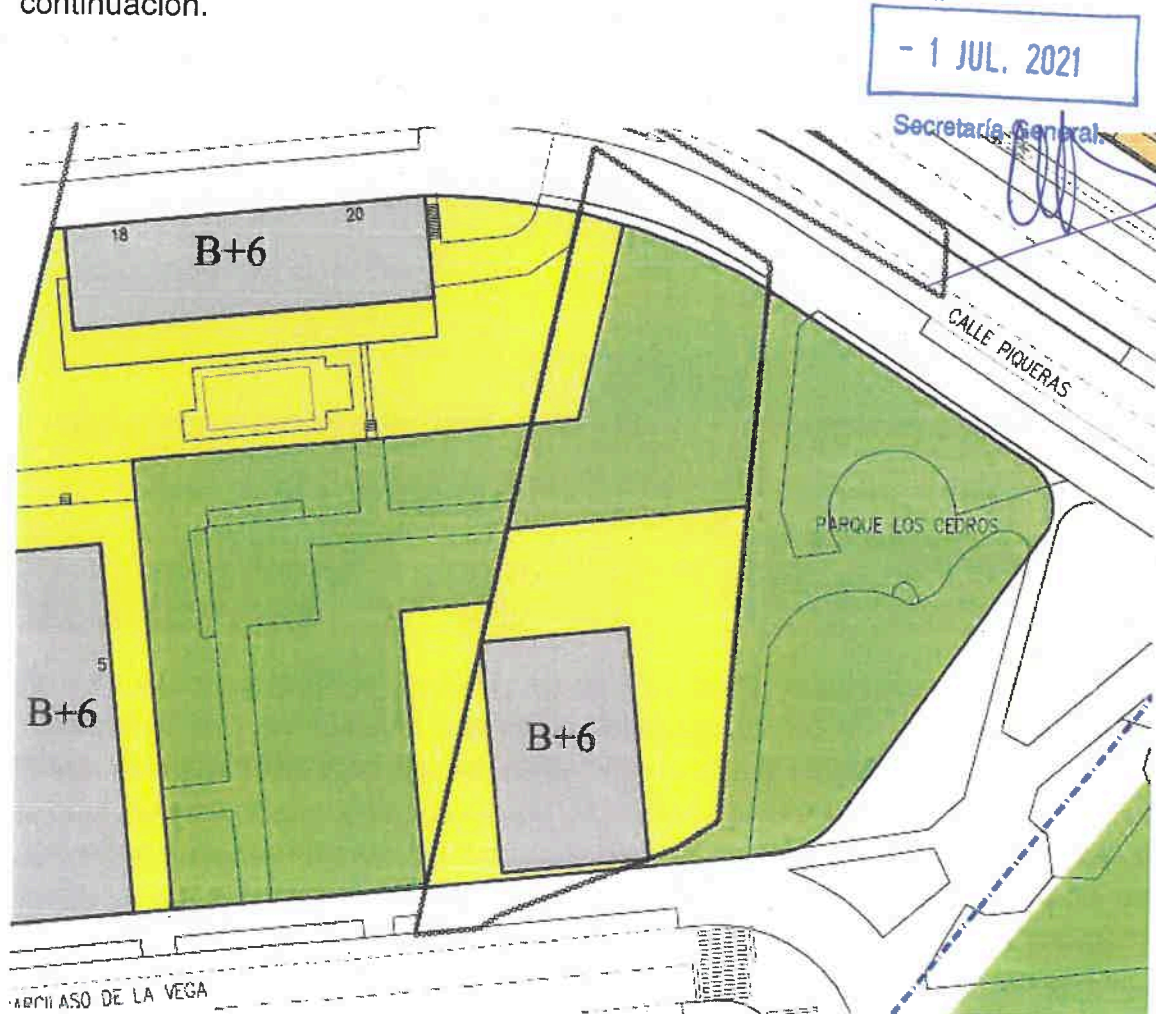 continuación.
- 1 JUL. 2021
Secretaría General.
18
20
B+6
CALLE PIQUERAS
PARQUE LOS CEDROS
5
B+6
B+6
ARCILASO DE LA VEGA